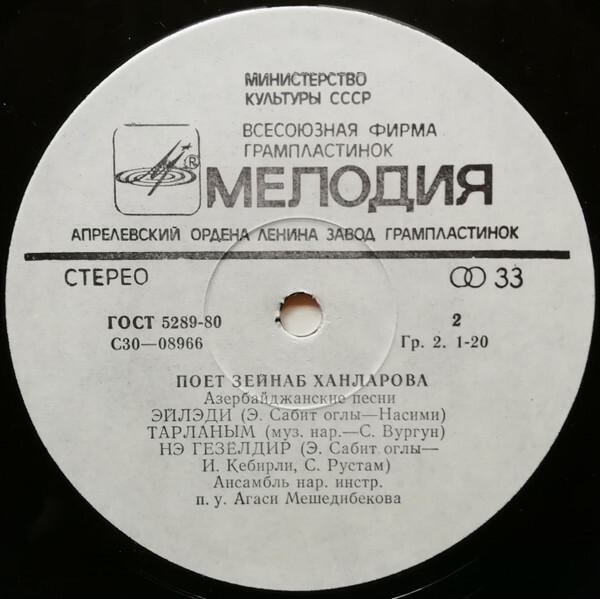 МИНИСТЕРСТВО
КУЛЬТУРЫ СССР
ВСЕСОЮЗНАЯ ФИРМА
ГРАМПЛАСТИНОК
® МЕЛОДИЯ
АПРЕЛЕВСКИЙ ОРДЕНА ЛЕНИНА ЗАВОД ГРАМПЛАСТИНОК
СТЕРЕО 33
ГОСТ 5289-80 2
С30—08966 Гр. 2. 1-20
ПОЕТ ЗЕЙНАБ ХАНЛАРОВА
Азербайджанские песни
ЭЙЛЭДИ (Э. Сабит оглы—Насими)
ТАРЛАНЫМ (муз. нар.—С. Вургун)
НЭ ГЕЗЕЛДИР (Э. Сабит оглы—
И. Кебирли, С. Рустам)
Ансамбль нар. инстр.
п. у. Агаси Мешедибекова